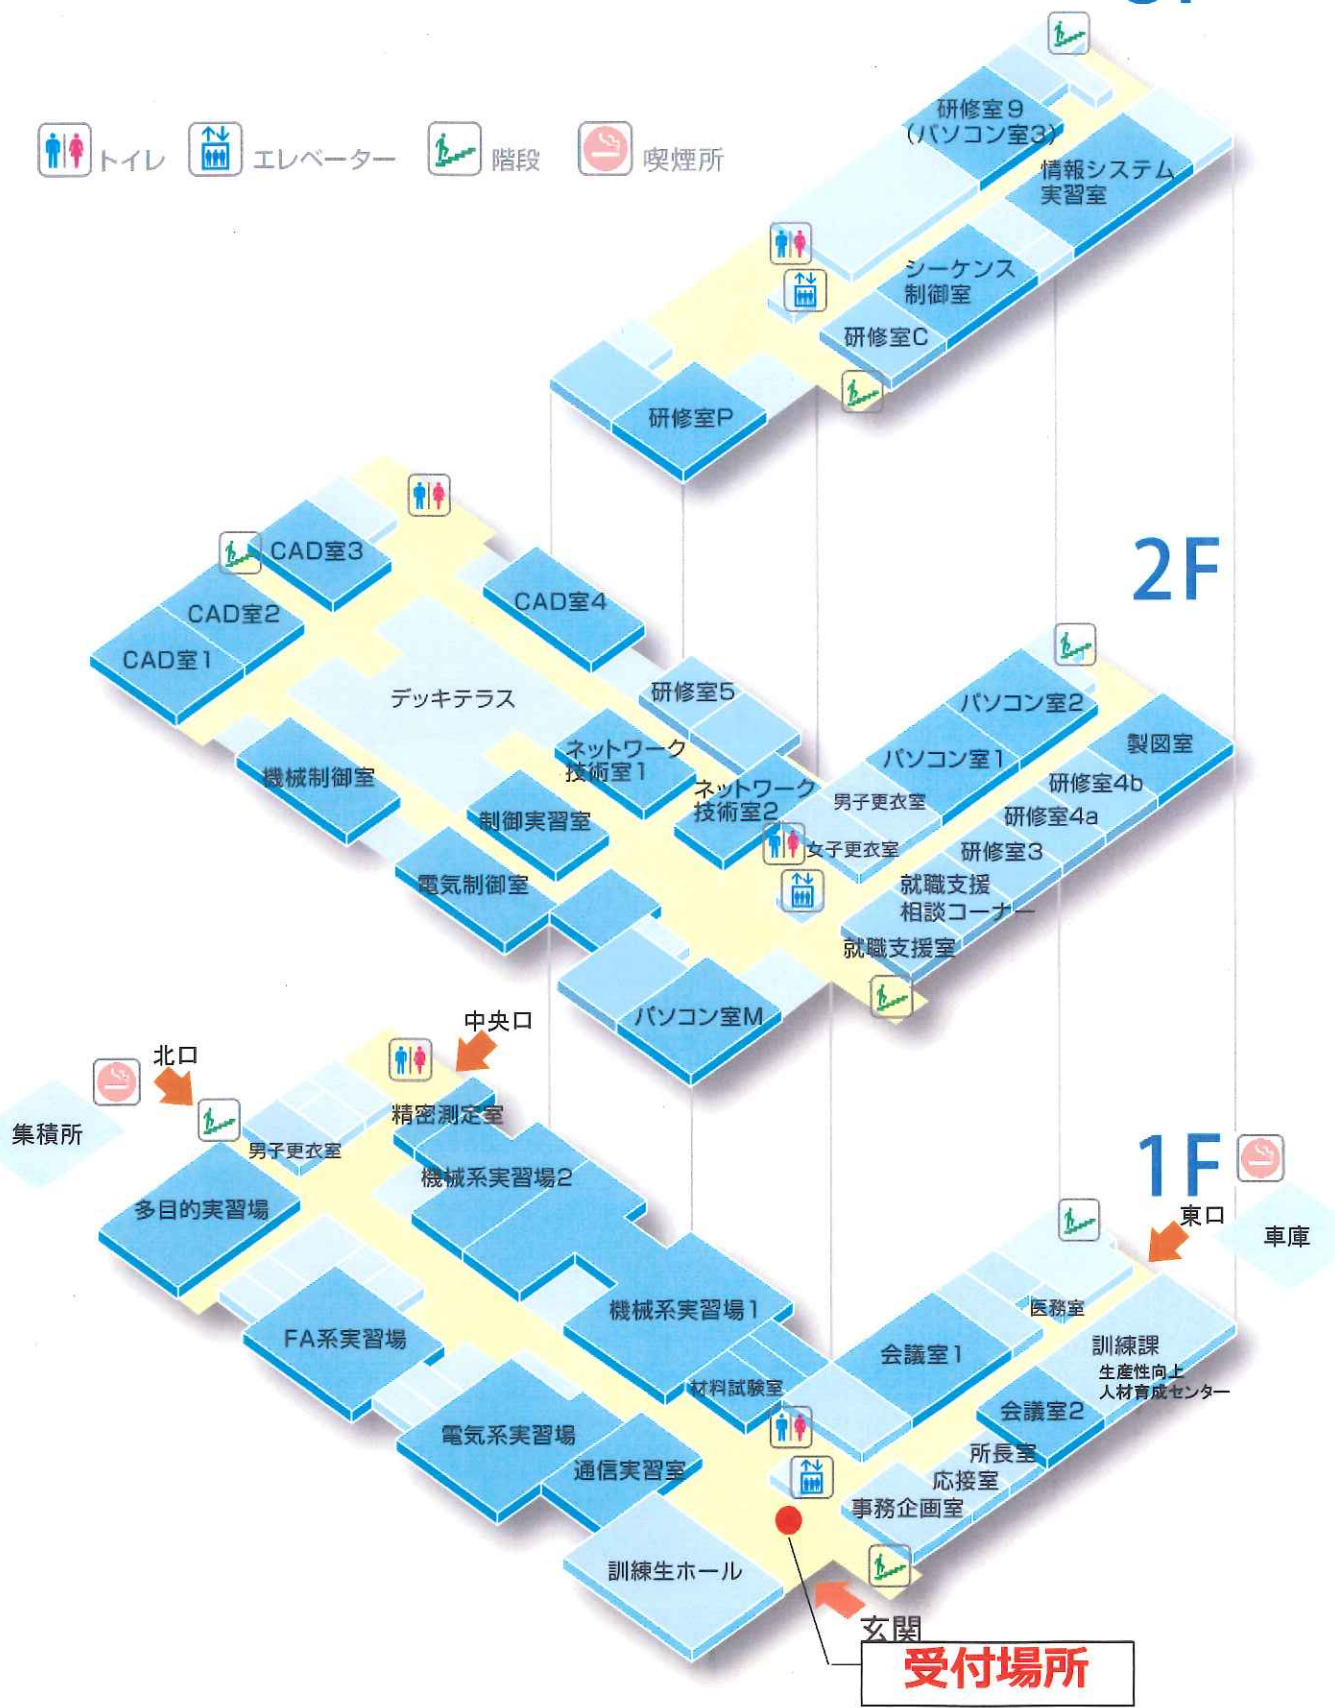 トイレ
エレベーター
階段
喫煙所
研修室9
(パソコン室3)
情報システム
実習室
シーケンス
制御室
研修室C
研修室P
2F
CAD室3
CAD室2
CAD室1
CAD室4
デッキテラス
研修室5
ネットワーク
技術室1
ネットワーク
技術室2
機械制御室
制御実習室
電気制御室
パソコン室2
パソコン室1
男子更衣室
女子更衣室
製図室
研修室4b
研修室4a
研修室3
就職支援
相談コーナー
就職支援室
パソコン室M
1F
中央口
北口
集積所
男子更衣室
精密測定室
多目的実習場
機械系実習場2
機械系実習場1
FA系実習場
材料試験室
電気系実習場
通信実習室
訓練生ホール
東口
車庫
医務室
会議室1
訓練課
生産性向上
人材育成センター
会議室2
所長室
応接室
事務企画室
玄関
受付場所